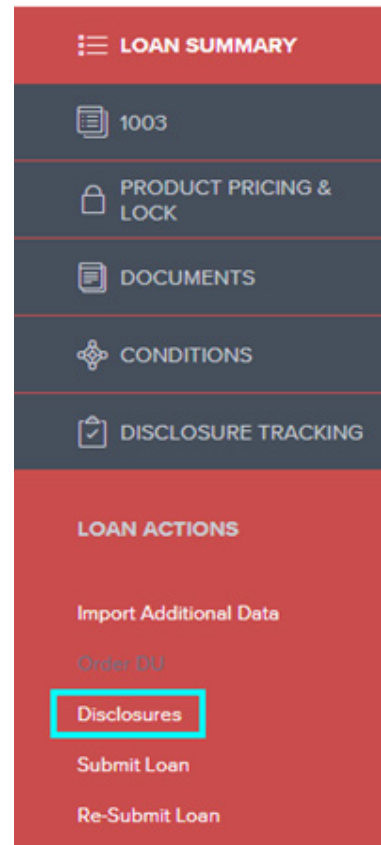 LOAN SUMMARY
1003
PRODUCT PRICING &
LOCK
DOCUMENTS
CONDITIONS
DISCLOSURE TRACKING
LOAN ACTIONS
Import Additional Data
Order DU
Disclosures
Submit Loan
Re-Submit Loan